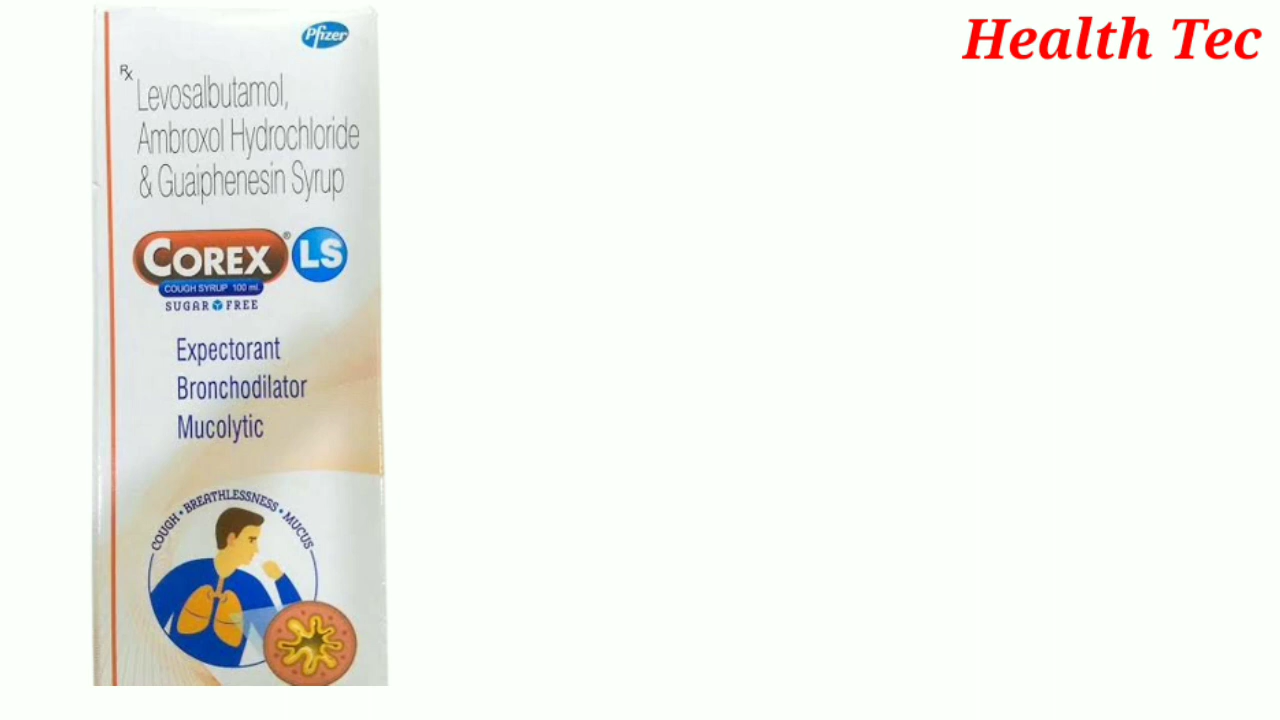 Health Tec
Pfizer
Rx
Levosalbutamol,
Ambroxol Hydrochloride
& Guaiphenesin Syrup
COREX® LS
COUGH SYRUP 100 ml.
SUGAR FREE
Expectorant
Bronchodilator
Mucolytic
COUGH • BREATHLESSNESS • MUCUS